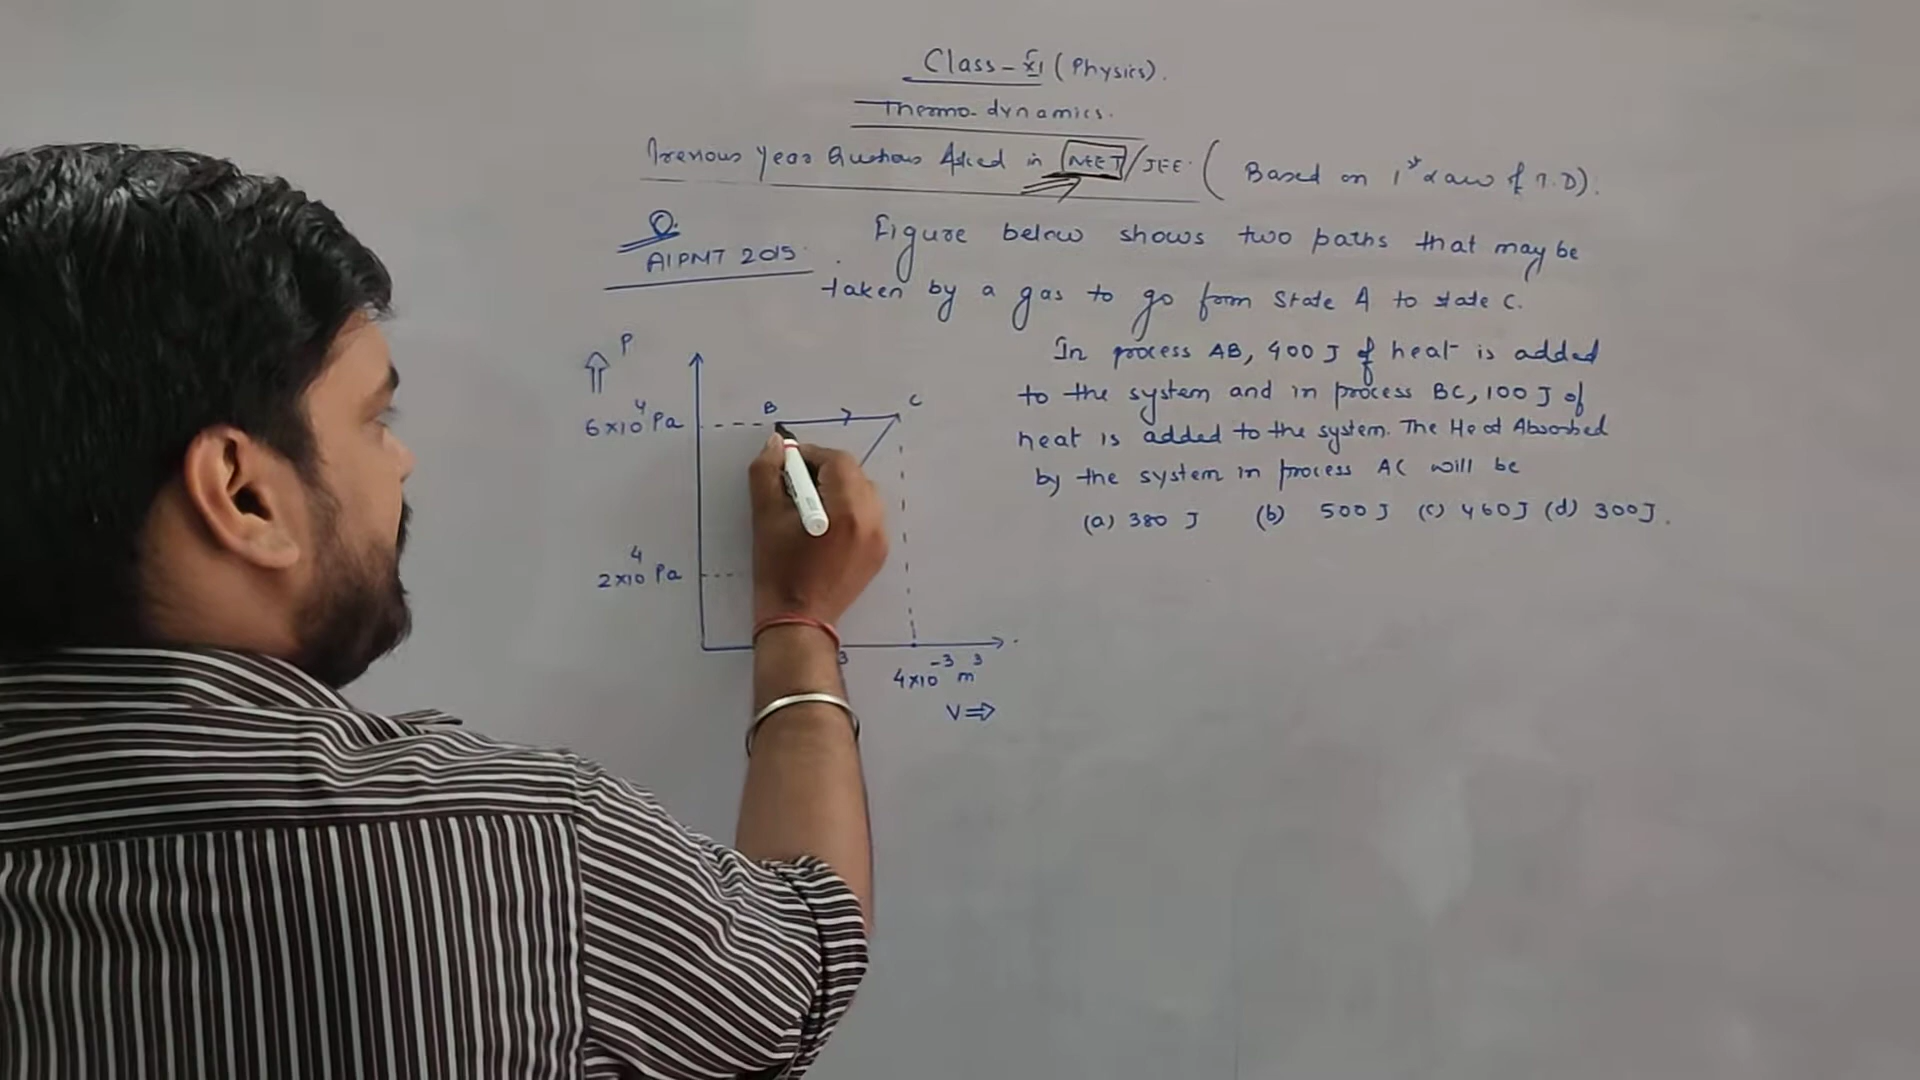 Class - XI (Physics).
Thermo-dynamics.
Previous Year Questions Asked in NEET/JEE (Based on 1st Law of T.D).
Q. AIPMT 2015. Figure below shows two paths that may be
taken by a gas to go from state A to state C.
In process AB, 400 J of heat is added
to the system and in process BC, 100 J of
heat is added to the system. The Heat Absorbed
by the system in process AC will be
(a) 380 J (b) 500 J (c) 460 J (d) 300 J.
P
B C
6×10⁴ Pa
2×10⁴ Pa
3
4×10⁻³ m³
V⇒